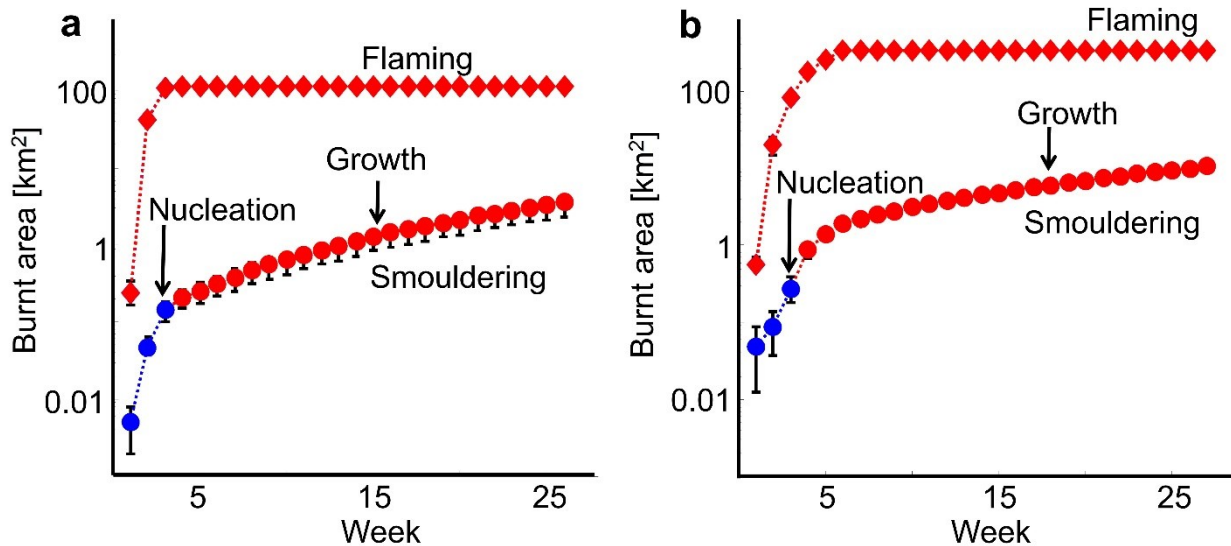 a
Flaming
100
Growth
Nucleation
1
Smouldering
0.01
Burnt area [km²]
5
15
25
Week
b
Flaming
100
Growth
Nucleation
1
Smouldering
0.01
Burnt area [km²]
5
15
25
Week